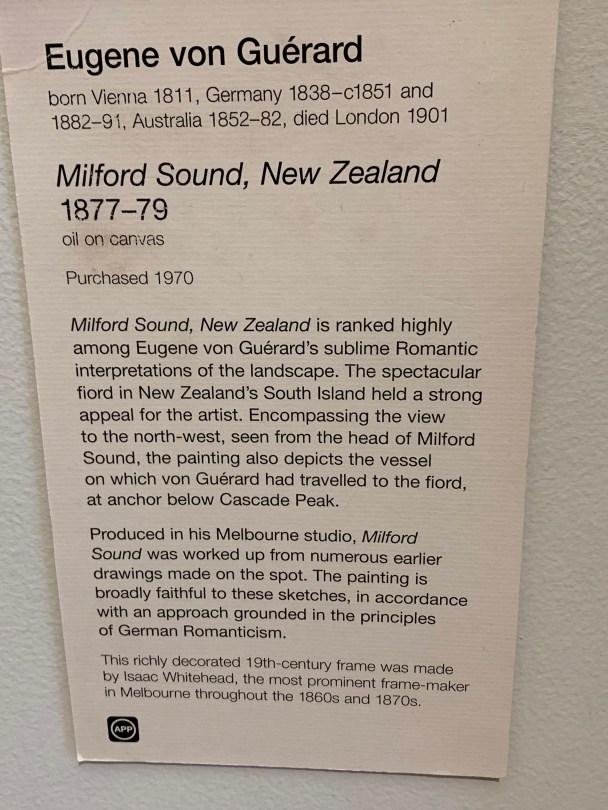 Eugene von Guérard
born Vienna 1811, Germany 1838–c1851 and
1882–91, Australia 1852–82, died London 1901
Milford Sound, New Zealand
1877–79
oil on canvas
Purchased 1970
Milford Sound, New Zealand is ranked highly
among Eugene von Guérard's sublime Romantic
interpretations of the landscape. The spectacular
fiord in New Zealand's South Island held a strong
appeal for the artist. Encompassing the view
to the north-west, seen from the head of Milford
Sound, the painting also depicts the vessel
on which von Guérard had travelled to the fiord,
at anchor below Cascade Peak.
Produced in his Melbourne studio, Milford
Sound was worked up from numerous earlier
drawings made on the spot. The painting is
broadly faithful to these sketches, in accordance
with an approach grounded in the principles
of German Romanticism.
This richly decorated 19th-century frame was made
by Isaac Whitehead, the most prominent frame-maker
in Melbourne throughout the 1860s and 1870s.
APP